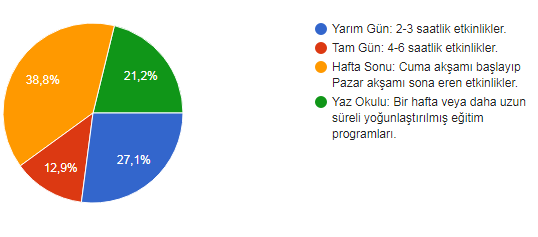 38,8%
21,2%
12,9%
27,1%
Yarım Gün: 2-3 saatlik etkinlikler.
Tam Gün: 4-6 saatlik etkinlikler.
Hafta Sonu: Cuma akşamı başlayıp
Pazar akşamı sona eren etkinlikler.
Yaz Okulu: Bir hafta veya daha uzun
süreli yoğunlaştırılmış eğitim
programları.